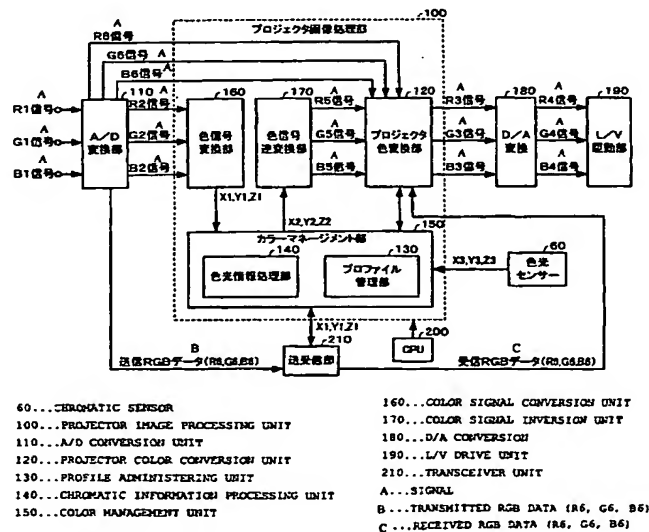 100
プロジェクタ画像処理部
A
R6信号
G6信号 A
B6信号 A
110
A
R2信号
160
170
A
R5信号
120
A
R3信号
180
A
R4信号
190
A
R1信号
A
G1信号
A
B1信号
A/D
変換部
A
G2信号
A
B2信号
色信号
変換部
色信号
逆変換部
A
G5信号
A
B5信号
プロジェクタ
色変換部
A
G3信号
A
B3信号
D/A
変換
A
G4信号
A
B4信号
L/V
駆動部
X1,Y1,Z1
X2,Y2,Z2
150
カラーマネージメント部
140
色光情報処理部
130
プロファイル
管理部
X3,Y3,Z3
60
色光
センサー
X1,Y1,Z1
200
CPU
B
送信RGBデータ(R6,G6,B6)
210
送受信部
C
受信RGBデータ(R6,G6,B6)
60...CHROMATIC SENSOR
100...PROJECTOR IMAGE PROCESSING UNIT
110...A/D CONVERSION UNIT
120...PROJECTOR COLOR CONVERSION UNIT
130...PROFILE ADMINISTERING UNIT
140...CHROMATIC INFORMATION PROCESSING UNIT
150...COLOR MANAGEMENT UNIT
160...COLOR SIGNAL CONVERSION UNIT
170...COLOR SIGNAL INVERSION UNIT
180...D/A CONVERSION
190...L/V DRIVE UNIT
210...TRANSCEIVER UNIT
A...SIGNAL
B...TRANSMITTED RGB DATA (R6, G6, B6)
C...RECEIVED RGB DATA (R6, G6, B6)